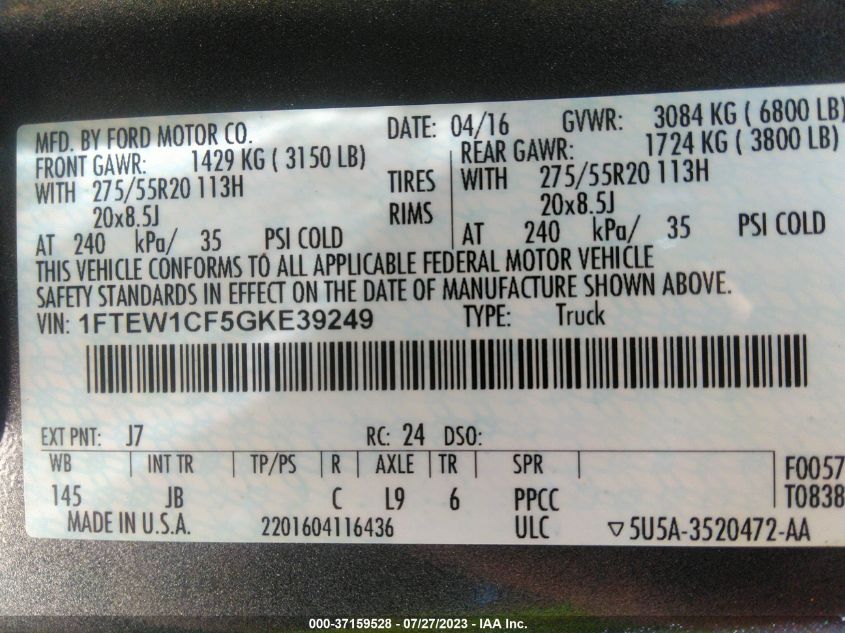 MFD. BY FORD MOTOR CO. DATE: 04/16 GVWR: 3084 KG ( 6800 LB)
FRONT GAWR: 1429 KG ( 3150 LB) REAR GAWR: 1724 KG ( 3800 LB)
WITH 275/55R20 113H TIRES WITH 275/55R20 113H
20x8.5J RIMS 20x8.5J
AT 240 kPa/ 35 PSI COLD AT 240 kPa/ 35 PSI COLD
THIS VEHICLE CONFORMS TO ALL APPLICABLE FEDERAL MOTOR VEHICLE
SAFETY STANDARDS IN EFFECT ON THE DATE OF MANUFACTURE SHOWN ABOVE.
VIN: 1FTEW1CF5GKE39249 TYPE: Truck
EXT PNT: J7 RC: 24 DSO:
WB INT TR TP/PS R AXLE TR SPR F0057
145 JB C L9 6 PPCC T0838
MADE IN U.S.A. 2201604116436 ULC ▽5U5A-3520472-AA
000-37159528 - 07/27/2023 - IAA Inc.